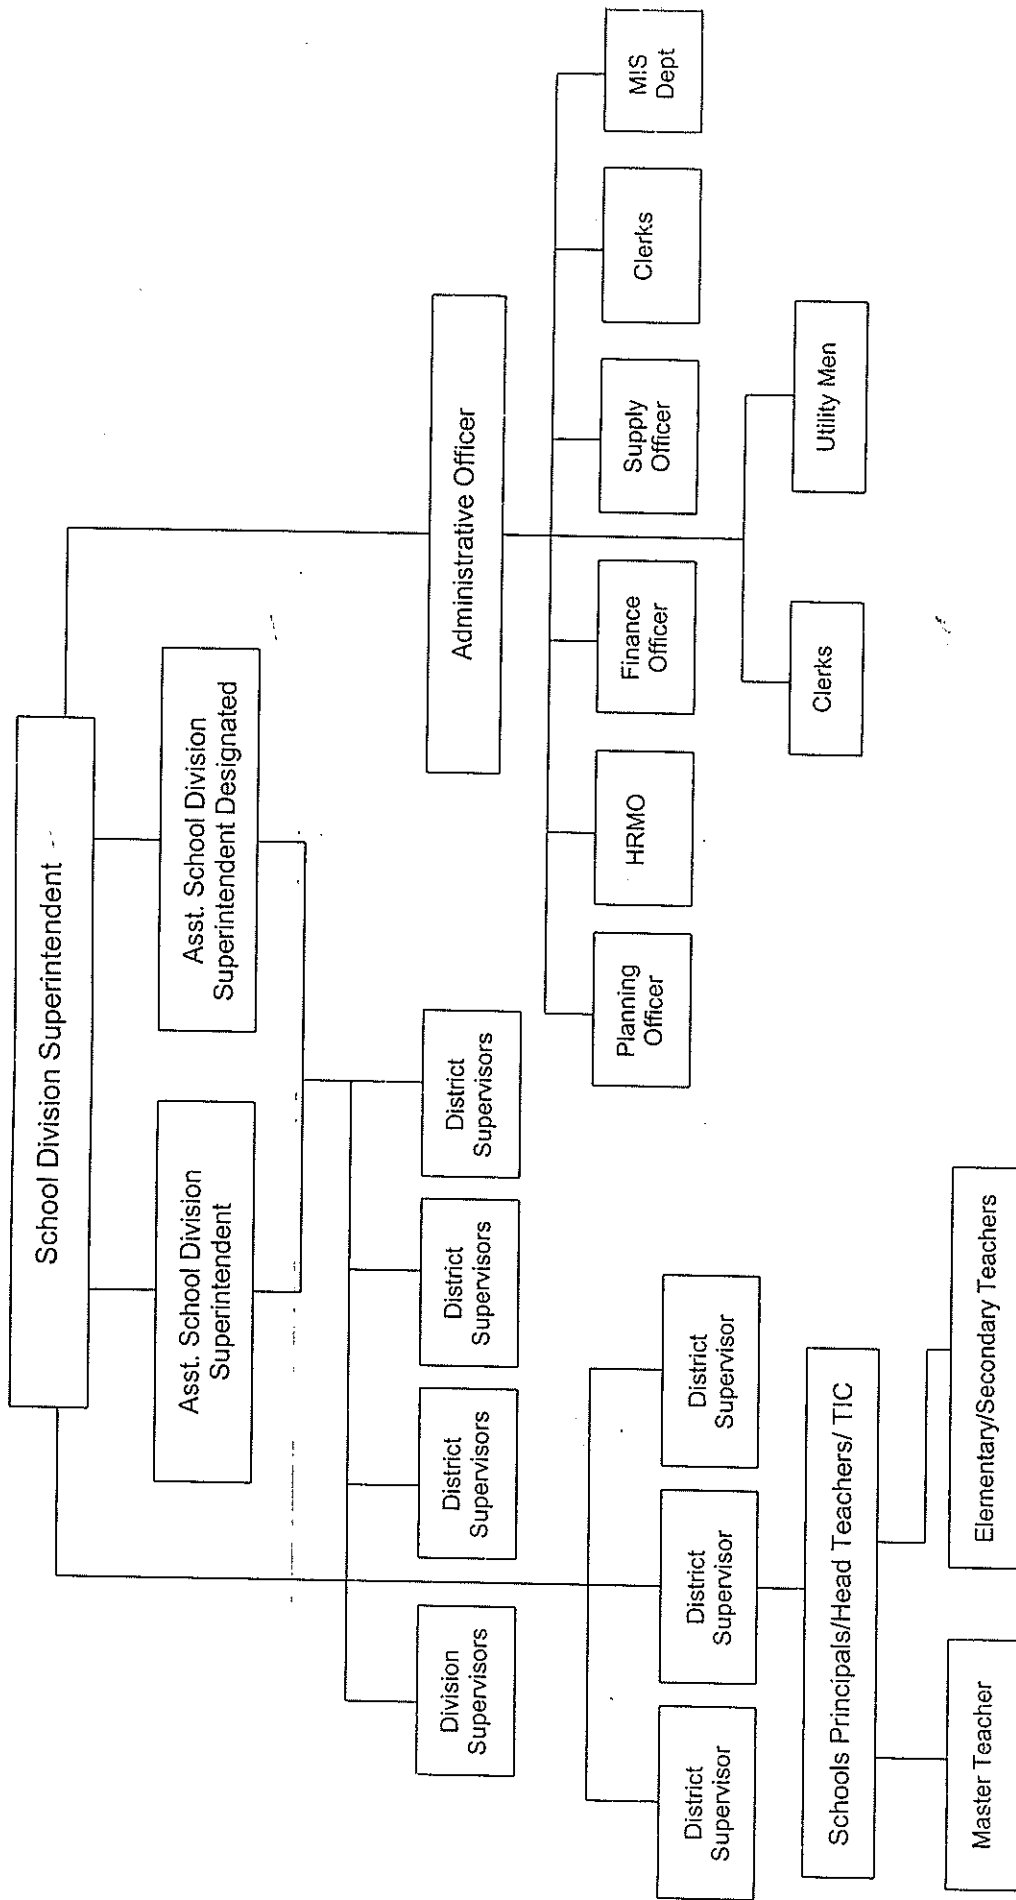 School Division Superintendent
Asst. School Division
Superintendent
Asst. School Division
Superintendent Designated
Division
Supervisors
District
Supervisors
District
Supervisors
District
Supervisors
Administrative Officer
Planning
Officer
HRMO
Finance
Officer
Supply
Officer
Clerks
MIS
Dept
District
Supervisor
District
Supervisor
District
Supervisor
Clerks
Utility Men
Schools Principals/Head Teachers/ TIC
Master Teacher
Elementary/Secondary Teachers